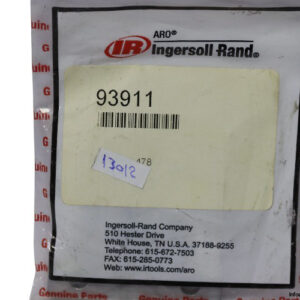 ARO®
IR Ingersoll-Rand®
93911
478
13012
Ingersoll-Rand Company
510 Hester Drive
White House, TN U.S.A. 37188-9255
Telephone: 615-672-7503
FAX: 615-285-0773
Web: www.irtools.com/aro
Genuine Parts